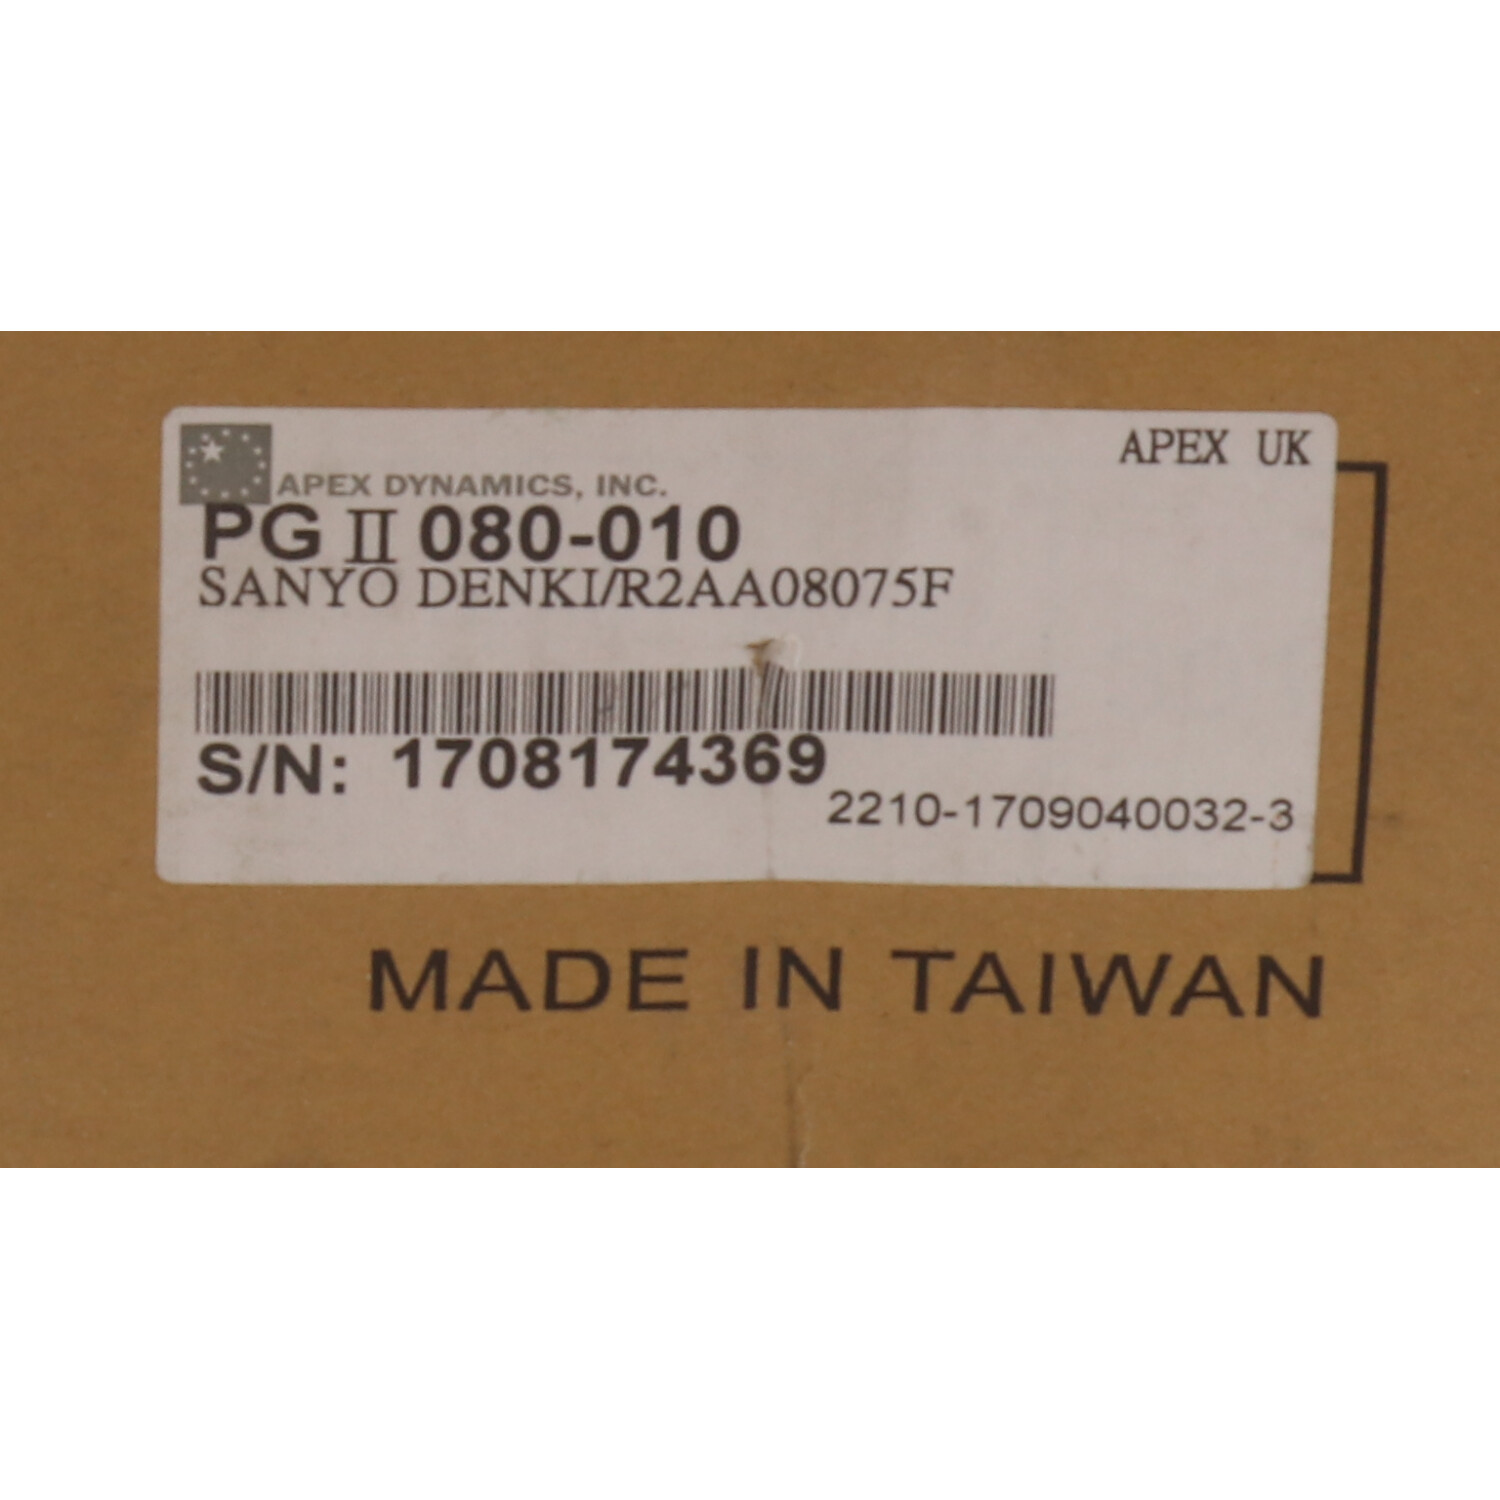 APEX UK
APEX DYNAMICS, INC.
PG II 080-010
SANYO DENKI/R2AA08075F
S/N: 1708174369
2210-1709040032-3
MADE IN TAIWAN